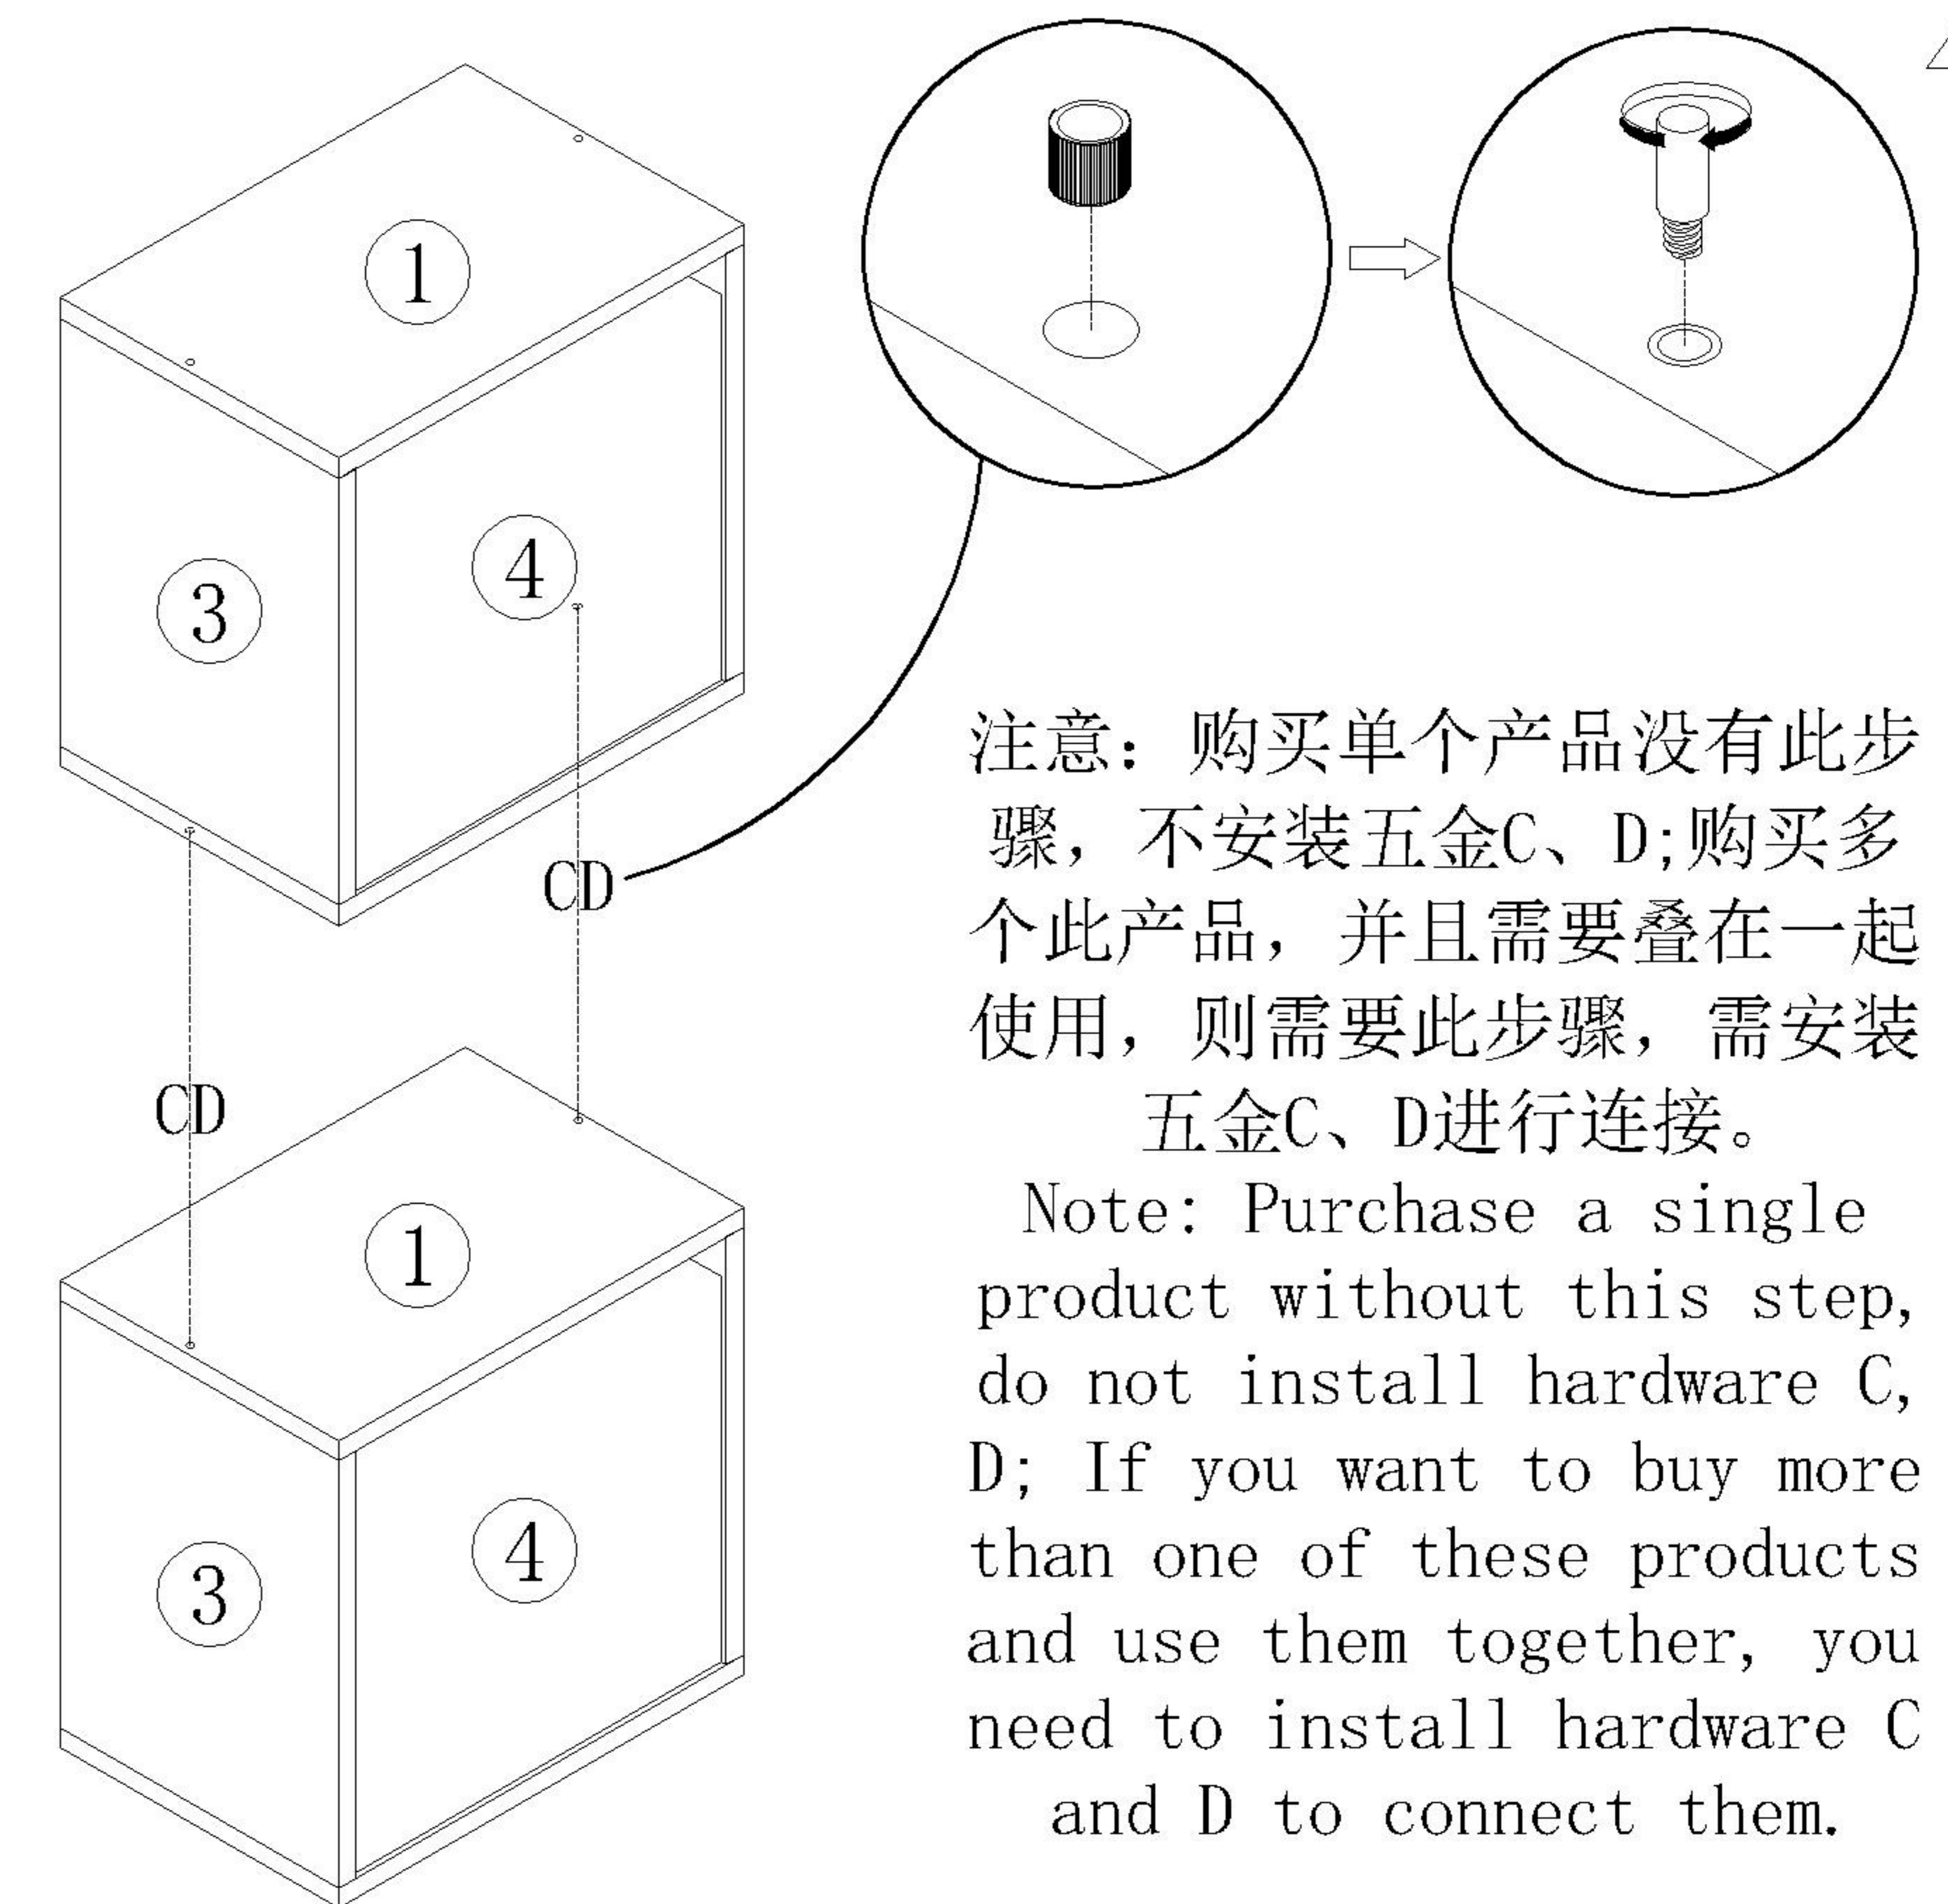 1
3
4
CD
CD
1
3
4
注意：购买单个产品没有此步
骤，不安装五金C、D;购买多
个此产品，并且需要叠在一起
使用，则需要此步骤，需安装
五金C、D进行连接。
Note: Purchase a single
product without this step,
do not install hardware C,
D; If you want to buy more
than one of these products
and use them together, you
need to install hardware C
and D to connect them.